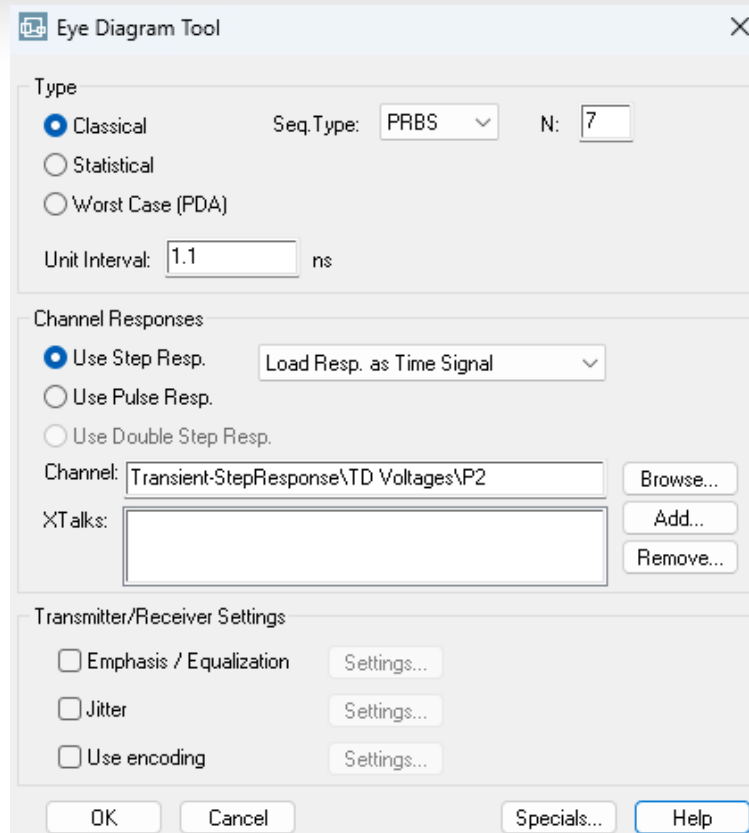 Eye Diagram Tool
Type
Classical Seq.Type: PRBS N: 7
Statistical
Worst Case (PDA)
Unit Interval: 1.1 ns
Channel Responses
Use Step Resp. Load Resp. as Time Signal
Use Pulse Resp.
Use Double Step Resp.
Channel: Transient-StepResponse\TD Voltages\P2 Browse...
XTalks: Add...
Remove...
Transmitter/Receiver Settings
Emphasis / Equalization Settings...
Jitter Settings...
Use encoding Settings...
OK Cancel Specials... Help